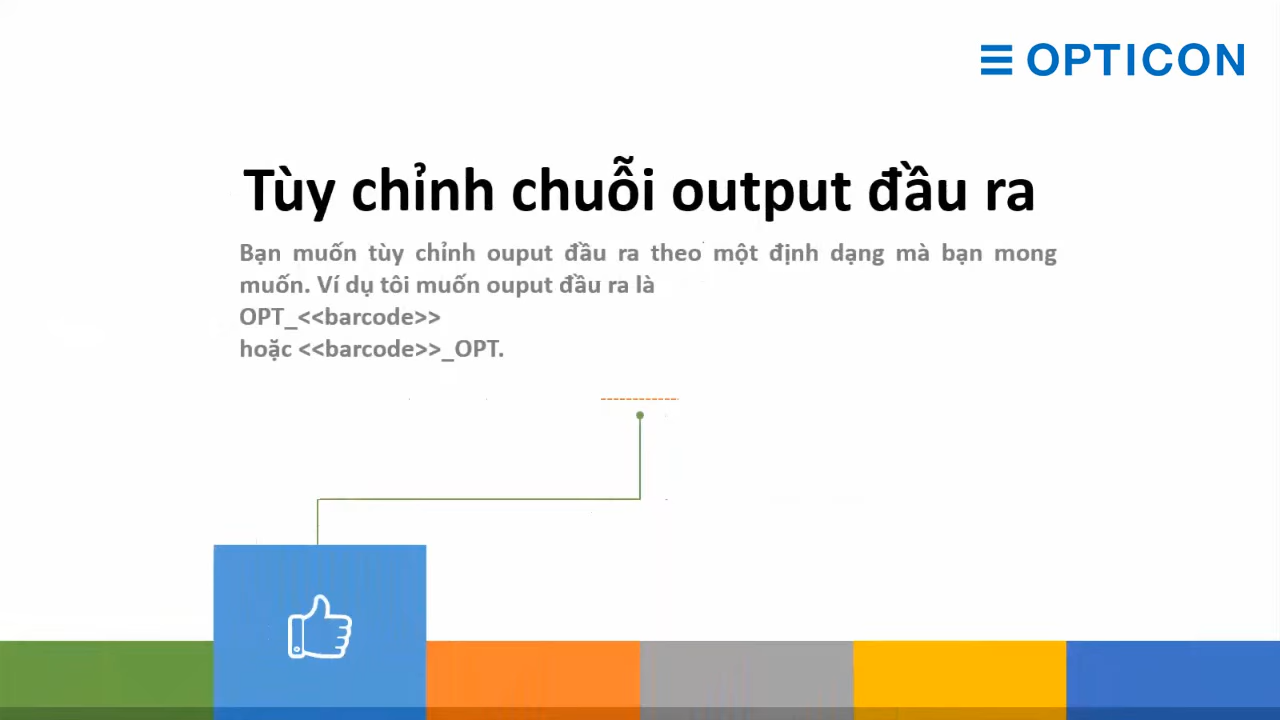 OPTICON
Tùy chỉnh chuỗi output đầu ra
Bạn muốn tùy chỉnh ouput đầu ra theo một định dạng mà bạn mong
muốn. Ví dụ tôi muốn ouput đầu ra là
OPT_<<barcode>>
hoặc <<barcode>>_OPT.